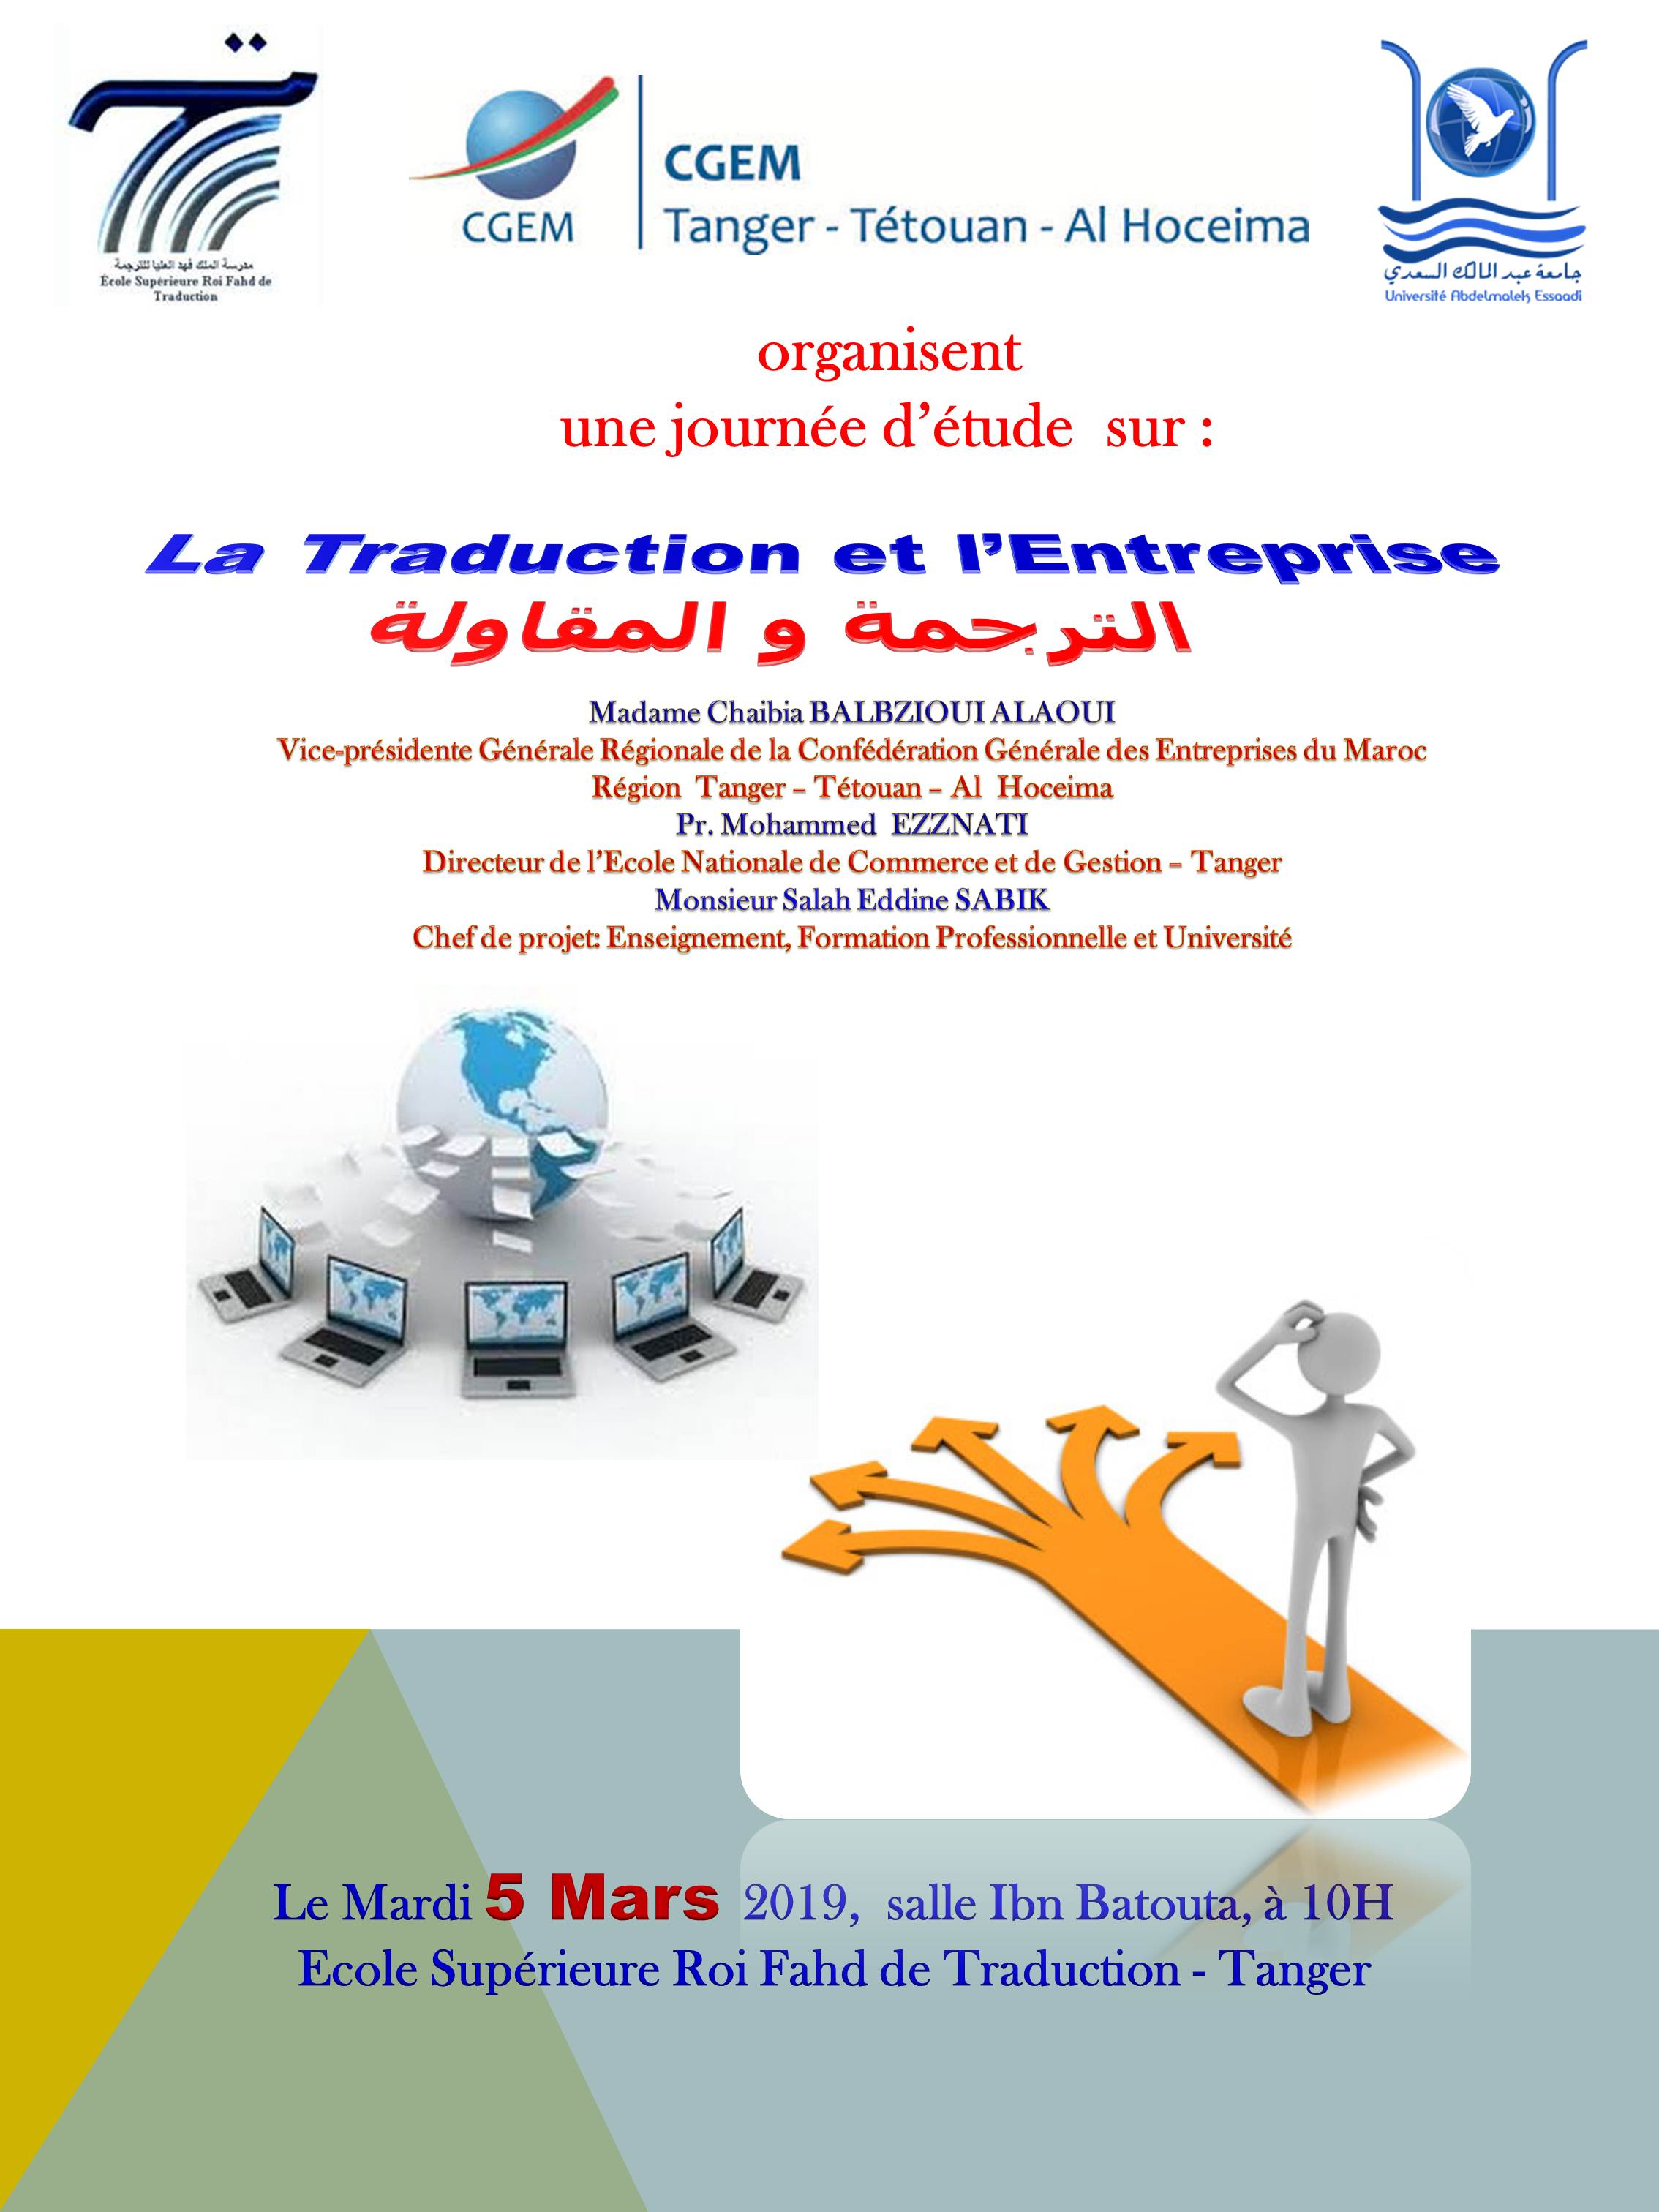 مدرسة الملك فهد العليا للترجمة
École Supérieure Roi Fahd de
Traduction
CGEM
CGEM
Tanger - Tétouan - Al Hoceima
جامعة عبد المالك السعدي
Université Abdelmalek Essaadi
organisent
une journée d’étude sur :
La Traduction et l’Entreprise
الترجمة و المقاولة
Madame Chaibia BALBZIOUI ALAOUI
Vice-présidente Générale Régionale de la Confédération Générale des Entreprises du Maroc
Région Tanger – Tétouan – Al Hoceima
Pr. Mohammed EZZNATI
Directeur de l’Ecole Nationale de Commerce et de Gestion – Tanger
Monsieur Salah Eddine SABIK
Chef de projet: Enseignement, Formation Professionnelle et Université
Le Mardi 5 Mars 2019, salle Ibn Batouta, à 10H
Ecole Supérieure Roi Fahd de Traduction - Tanger